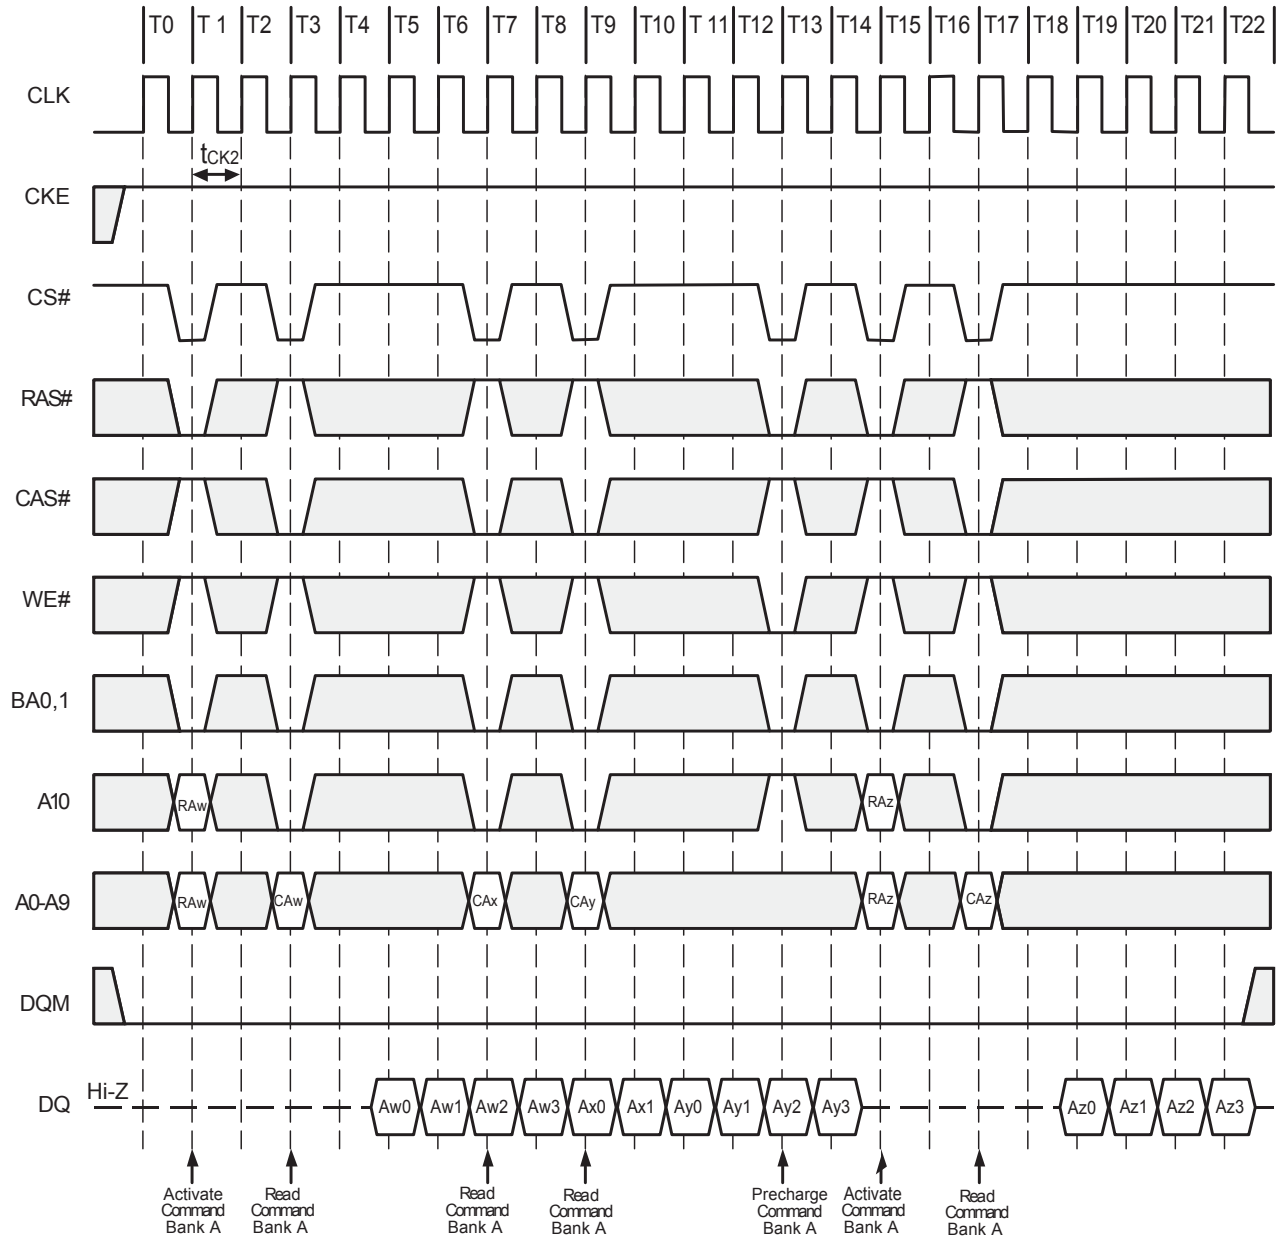 T0 T 1 T2 T3 T4 T5 T6 T7 T8 T9 T10 T 11 T12 T13 T14 T15 T16 T17 T18 T19 T20 T21 T22
CLK
tCK2
CKE
CS#
RAS#
CAS#
WE#
BA0,1
A10 RAw RAz
A0-A9 RAw CAw CAx CAy RAz CAz
DQM
DQ Hi-Z Aw0 Aw1 Aw2 Aw3 Ax0 Ax1 Ay0 Ay1 Ay2 Ay3 Az0 Az1 Az2 Az3
Activate Read Read Read Precharge Activate Read
Command Command Command Command Command Command Command
Bank A Bank A Bank A Bank A Bank A Bank A Bank A